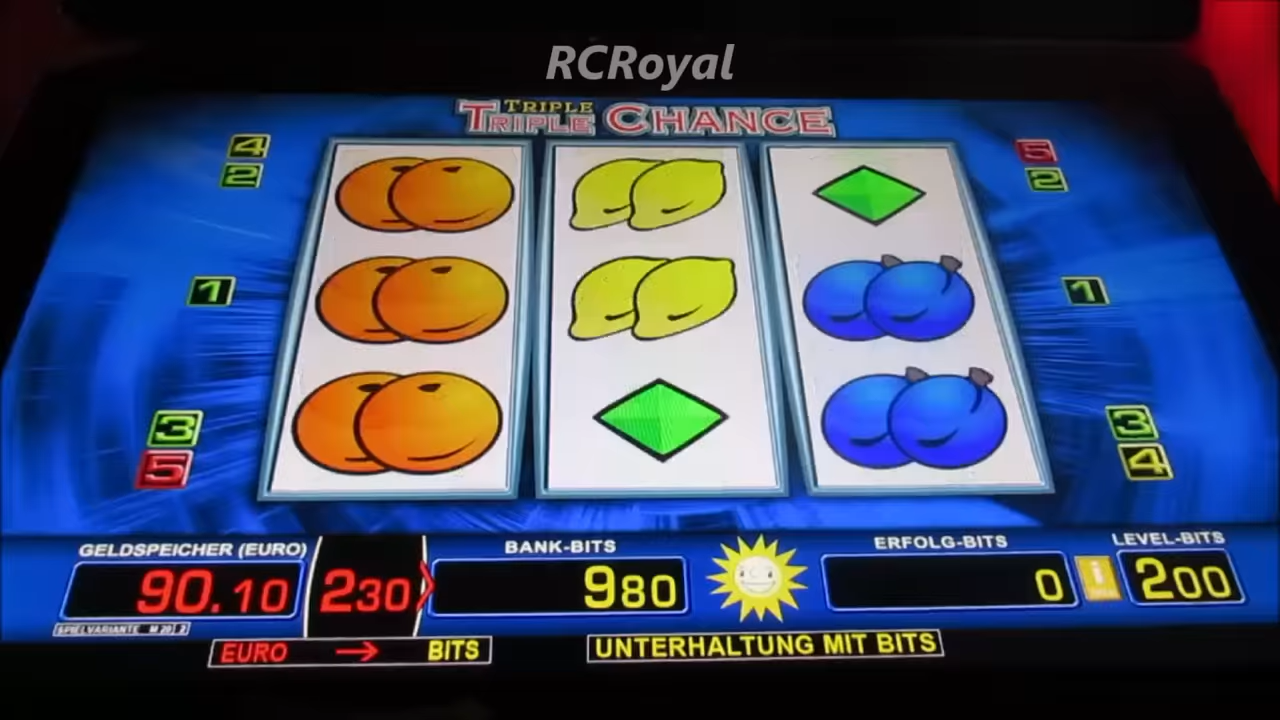 RCRoyal
TRIPLE
TRIPLE CHANCE
4
2
5
2
1
1
3
5
3
4
GELDSPEICHER (EURO)
BANK-BITS
ERFOLG-BITS
LEVEL-BITS
90.10
230
980
0
i
200
SPIELVARIANTE
EURO → BITS
UNTERHALTUNG MIT BITS